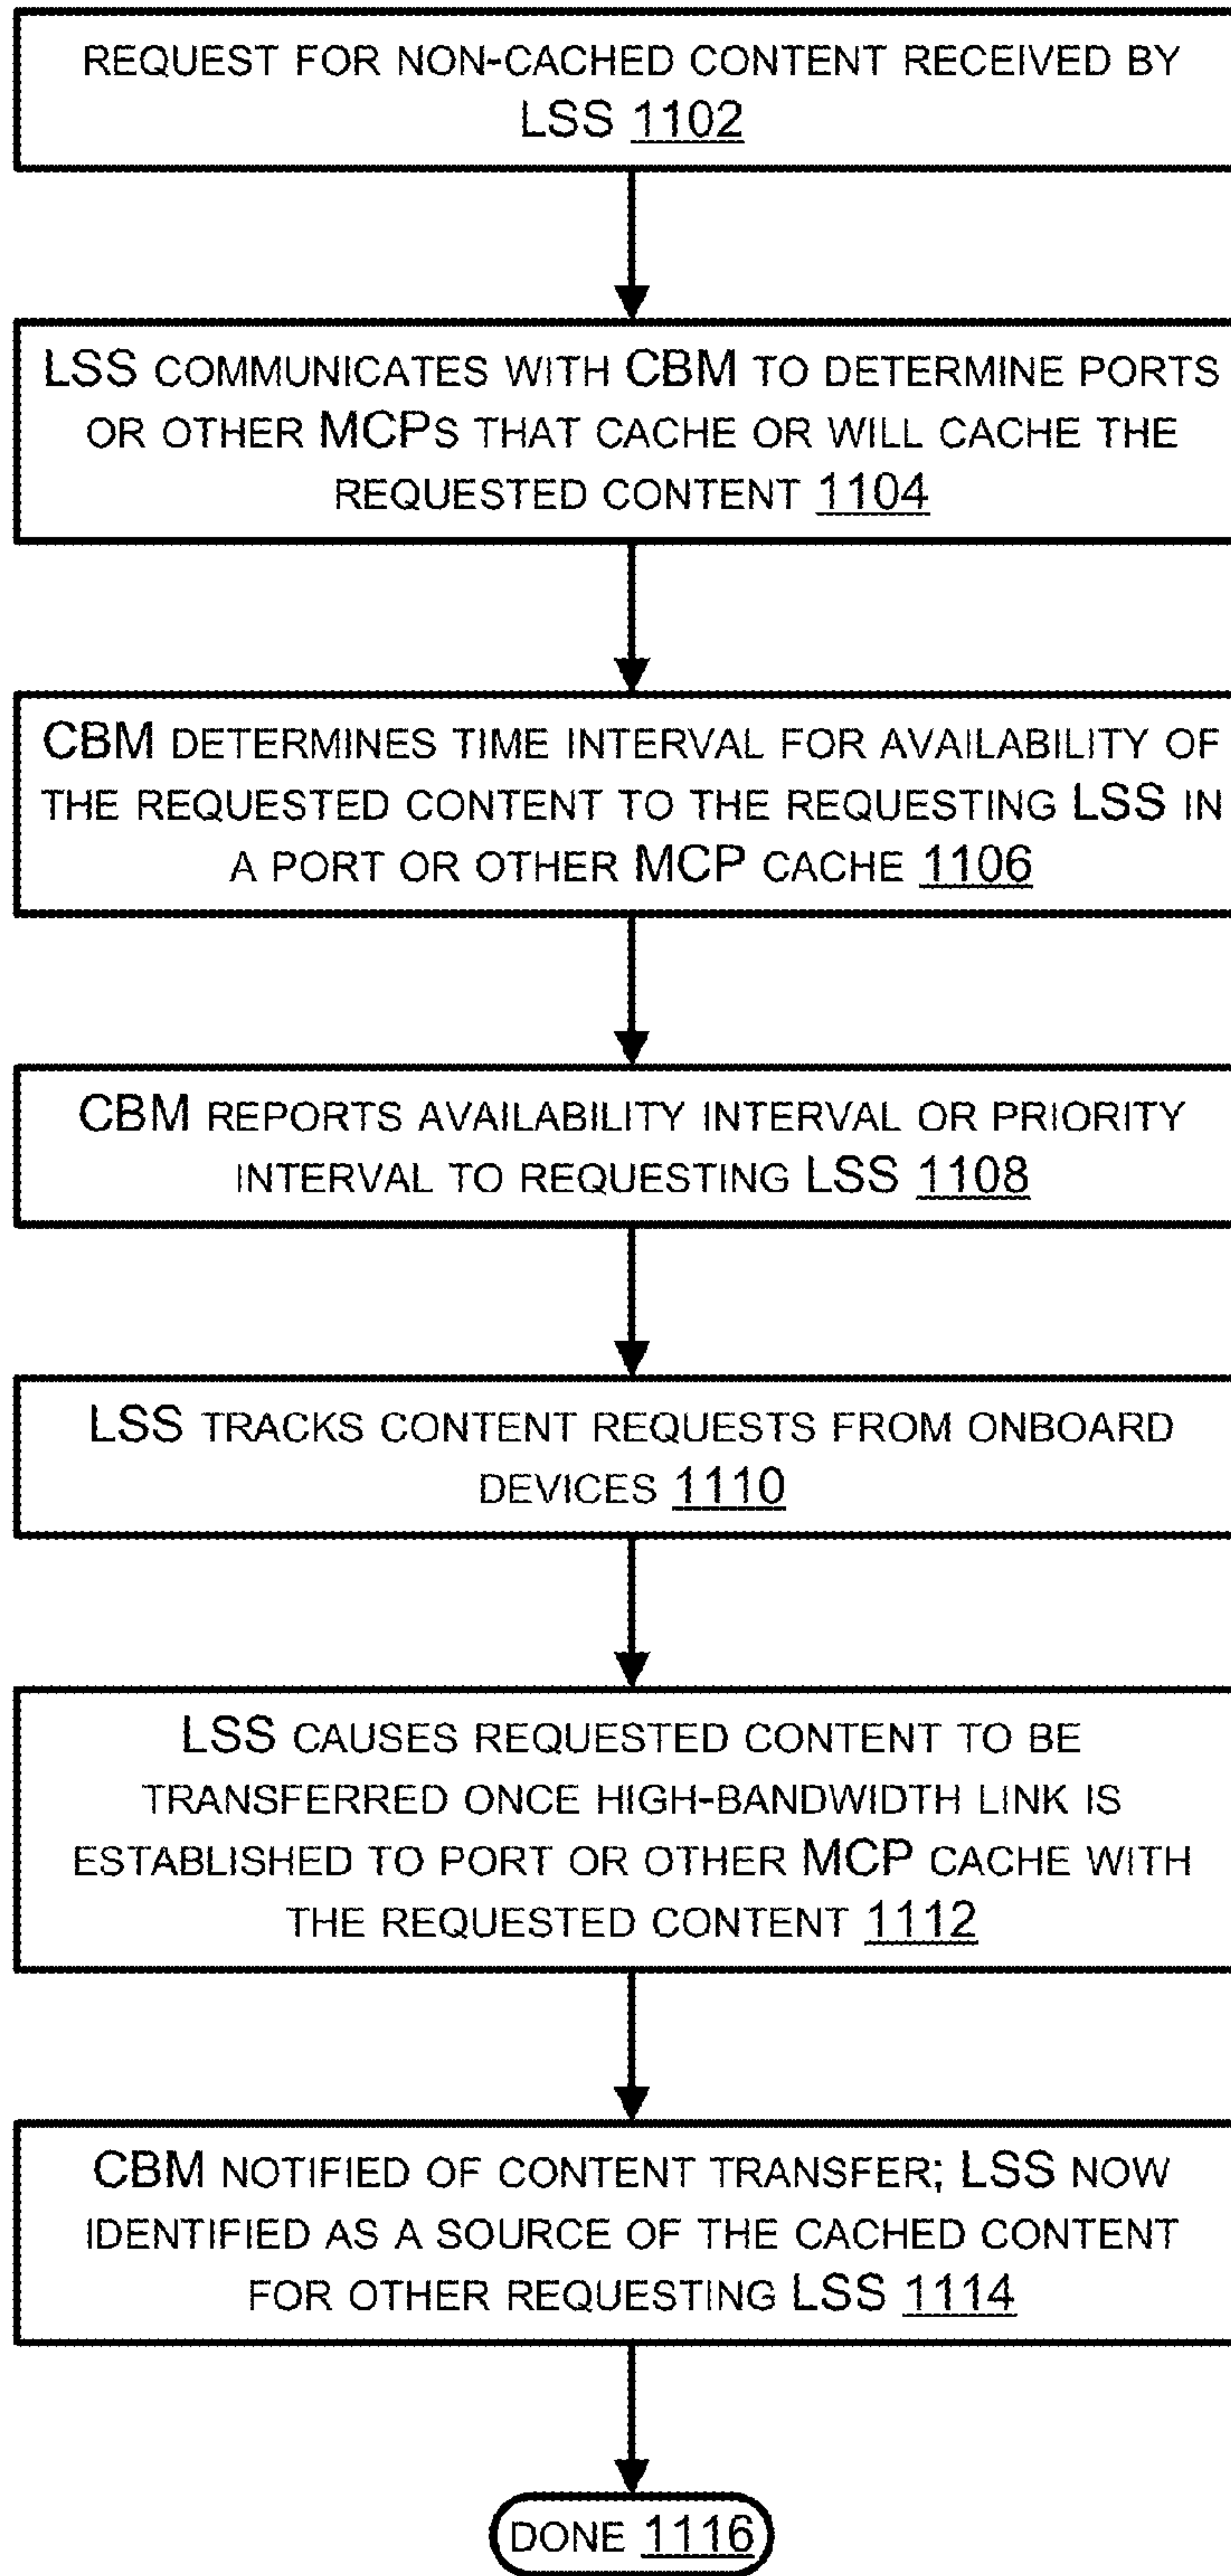 REQUEST FOR NON-CACHED CONTENT RECEIVED BY
LSS 1102
LSS COMMUNICATES WITH CBM TO DETERMINE PORTS
OR OTHER MCPS THAT CACHE OR WILL CACHE THE
REQUESTED CONTENT 1104
CBM DETERMINES TIME INTERVAL FOR AVAILABILITY OF
THE REQUESTED CONTENT TO THE REQUESTING LSS IN
A PORT OR OTHER MCP CACHE 1106
CBM REPORTS AVAILABILITY INTERVAL OR PRIORITY
INTERVAL TO REQUESTING LSS 1108
LSS TRACKS CONTENT REQUESTS FROM ONBOARD
DEVICES 1110
LSS CAUSES REQUESTED CONTENT TO BE
TRANSFERRED ONCE HIGH-BANDWIDTH LINK IS
ESTABLISHED TO PORT OR OTHER MCP CACHE WITH
THE REQUESTED CONTENT 1112
CBM NOTIFIED OF CONTENT TRANSFER; LSS NOW
IDENTIFIED AS A SOURCE OF THE CACHED CONTENT
FOR OTHER REQUESTING LSS 1114
DONE 1116